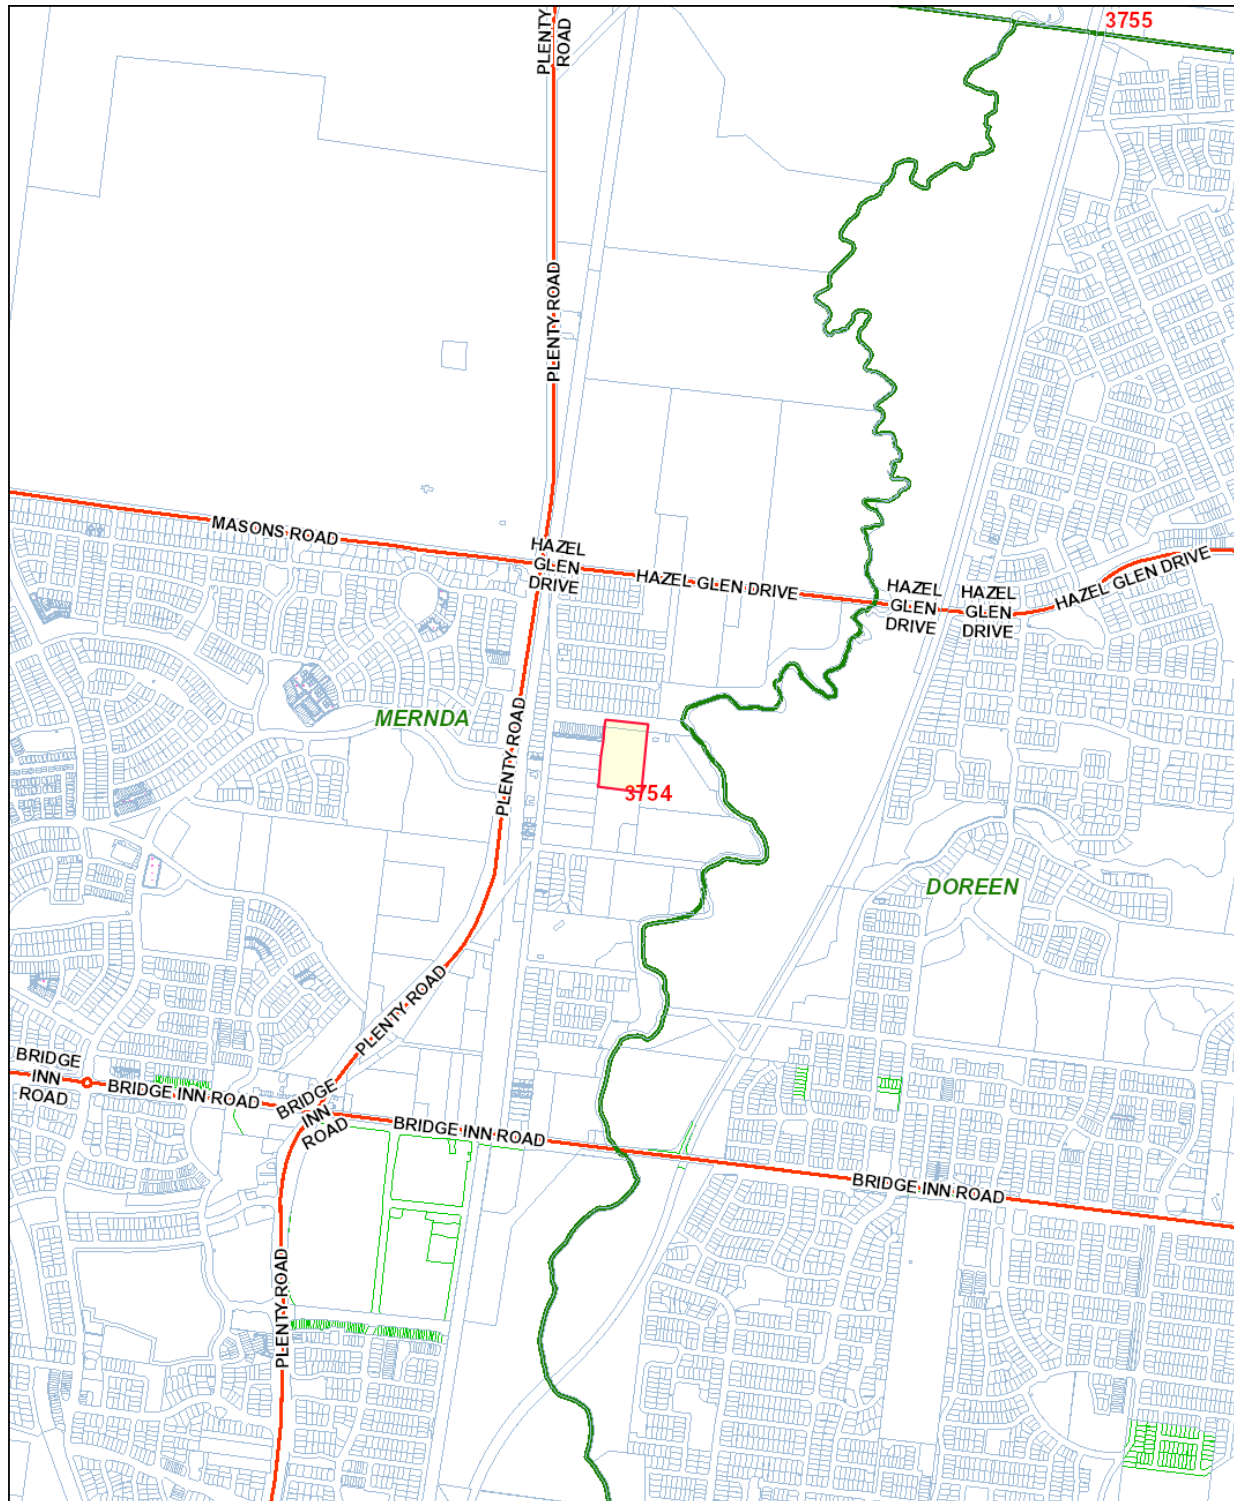 3755
PLENTY
ROAD
PLENTY ROAD
MASONS ROAD
HAZEL
GLEN
DRIVE
HAZEL GLEN DRIVE
HAZEL
GLEN
DRIVE
HAZEL
GLEN
DRIVE
HAZEL GLEN DRIVE
MERNDA
PLENTY ROAD
3754
DOREEN
PLENTY ROAD
BRIDGE
INN
ROAD
BRIDGE INN ROAD
BRIDGE
INN
ROAD
BRIDGE INN ROAD
BRIDGE INN ROAD
PLENTY ROAD